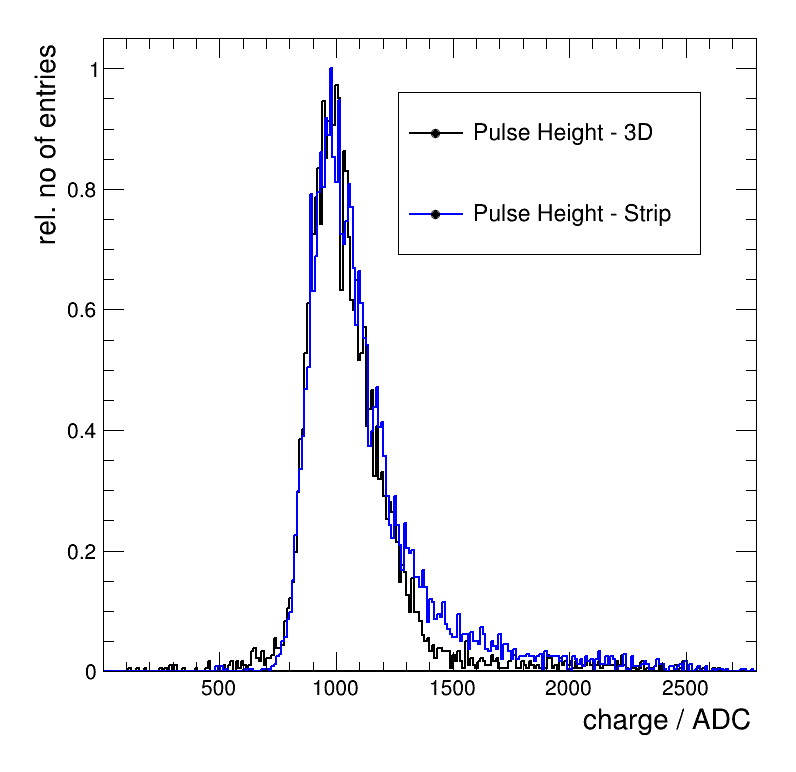 rel. no of entries
1
0.8
0.6
0.4
0.2
0
Pulse Height - 3D
Pulse Height - Strip
500
1000
1500
2000
2500
charge / ADC